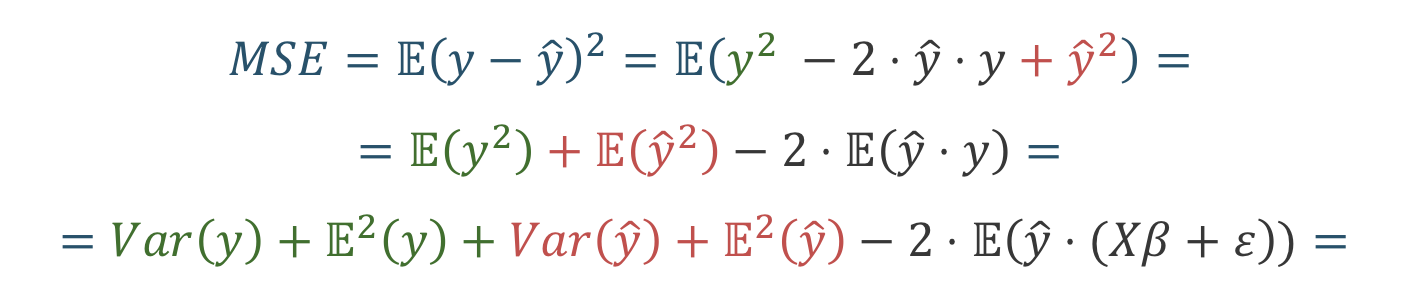 MSE = 𝔼(y − ŷ)² = 𝔼(y² − 2 · ŷ · y + ŷ²) =
= 𝔼(y²) + 𝔼(ŷ²) − 2 · 𝔼(ŷ · y) =
= Var(y) + 𝔼²(y) + Var(ŷ) + 𝔼²(ŷ) − 2 · 𝔼(ŷ · (Xβ + ε)) =